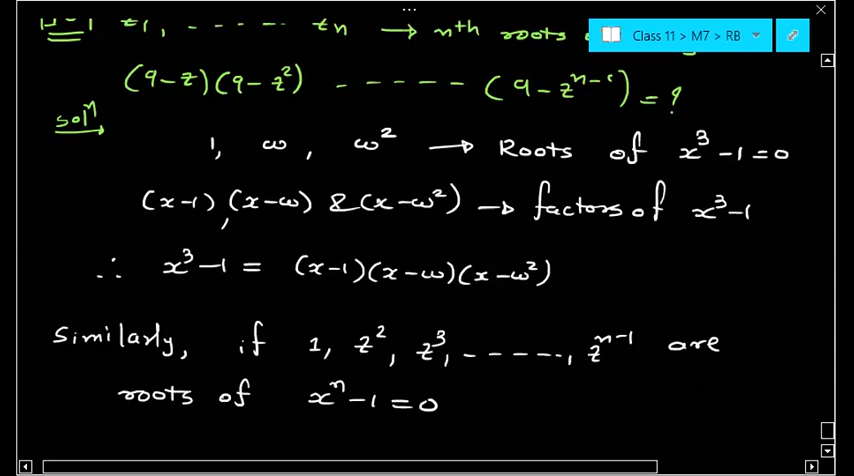 z₁, ------ zₙ → nth roots
Class 11 > M7 > RB
(9-z)(9-z²) ----- (9-zⁿ⁻¹) = ?
solⁿ
1, ω, ω² → Roots of x³-1=0
(x-1), (x-ω) & (x-ω²) → factors of x³-1
∴ x³-1 = (x-1)(x-ω)(x-ω²)
Similarly, if 1, z², z³, ------, zⁿ⁻¹ are
roots of xⁿ-1=0